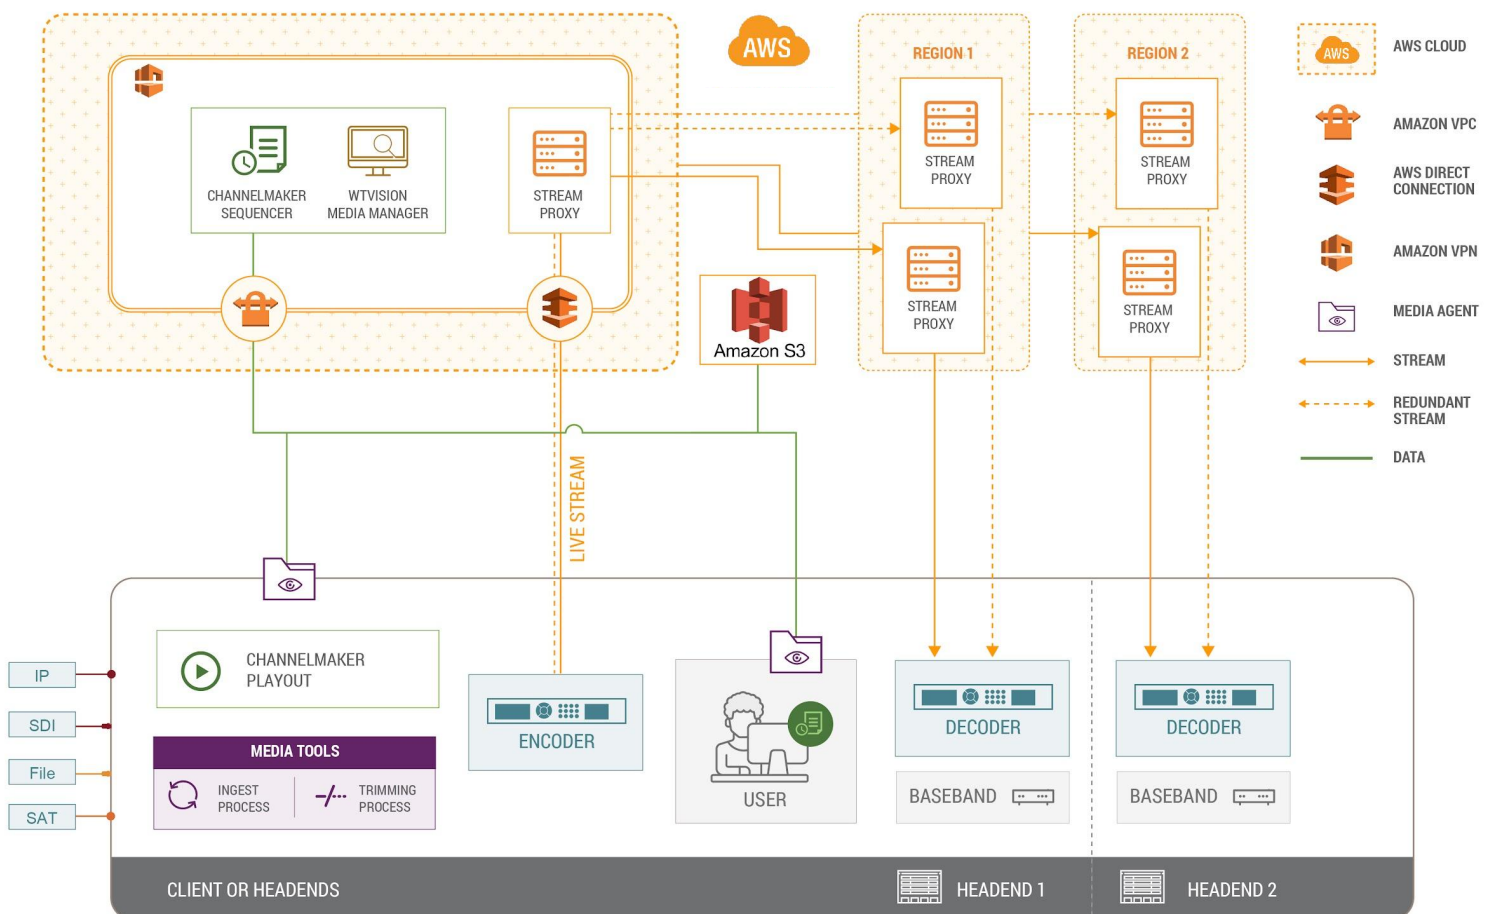 AWS
REGION 1
REGION 2
CHANNELMAKER
SEQUENCER
WTVISION
MEDIA MANAGER
STREAM
PROXY
STREAM
PROXY
STREAM
PROXY
STREAM
PROXY
STREAM
PROXY
Amazon S3
AWS
AWS CLOUD
AMAZON VPC
AWS DIRECT
CONNECTION
AMAZON VPN
MEDIA AGENT
STREAM
REDUNDANT
STREAM
DATA
LIVE STREAM
IP
SDI
File
SAT
CHANNELMAKER
PLAYOUT
MEDIA TOOLS
INGEST
PROCESS
TRIMMING
PROCESS
ENCODER
USER
DECODER
BASEBAND
DECODER
BASEBAND
CLIENT OR HEADENDS
HEADEND 1
HEADEND 2